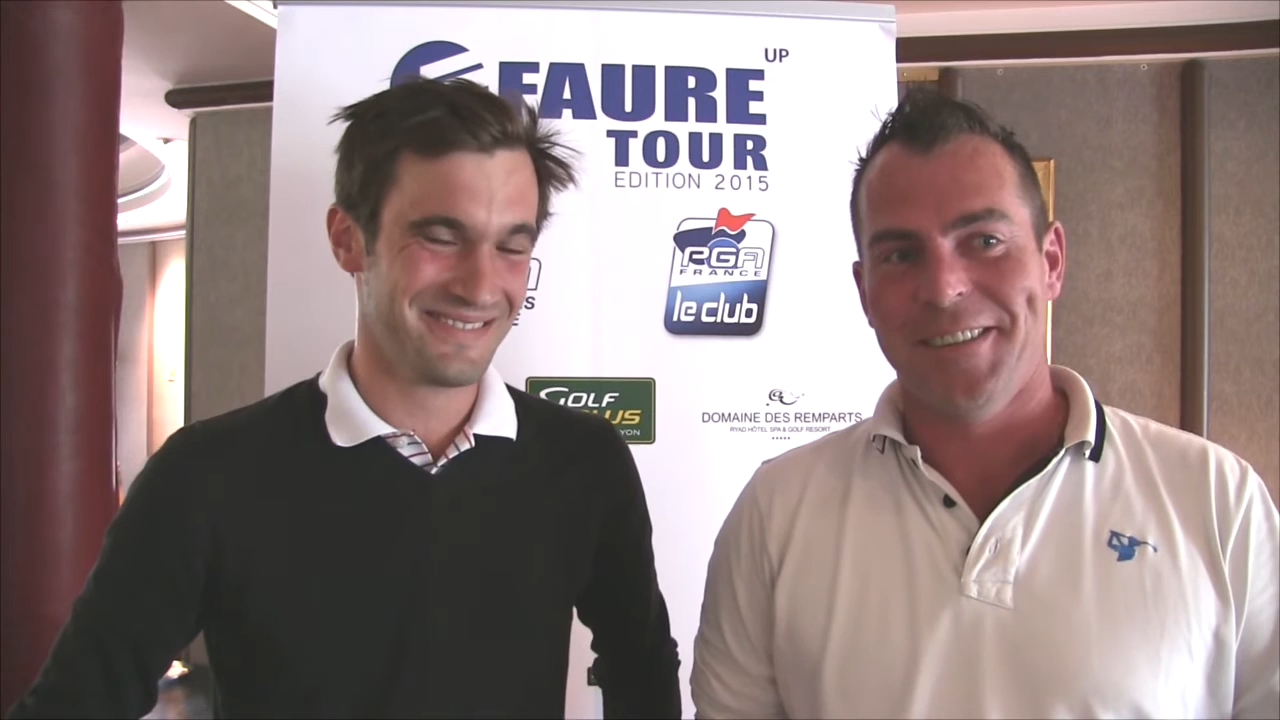 UP
FAURE
TOUR
EDITION 2015
PGA
FRANCE
le club
GOLF
DOMAINE DES REMPARTS
RYAD HÔTEL SPA & GOLF RESORT